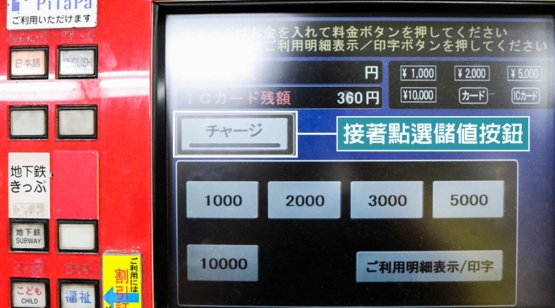 PiTaPa
ご利用いただけます
日本語
ENGLISH
地下鉄
きっぷ
地下鉄
SUBWAY
こども
CHILD
福祉
ご利用には
割引証
お金を入れて料金ボタンを押してください
ご利用明細表示/印字ボタンを押してください
円
¥1,000
¥2,000
¥5,000
ICカード残額
360円
¥10,000
カード
ICカード
チャージ
接著點選儲值按鈕
1000
2000
3000
5000
10000
ご利用明細表示/印字